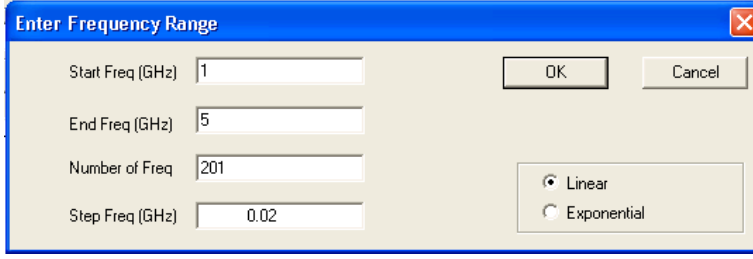 Enter Frequency Range
Start Freq (GHz) 1 OK Cancel
End Freq (GHz) 5
Number of Freq 201
Linear
Step Freq (GHz) 0.02
Exponential